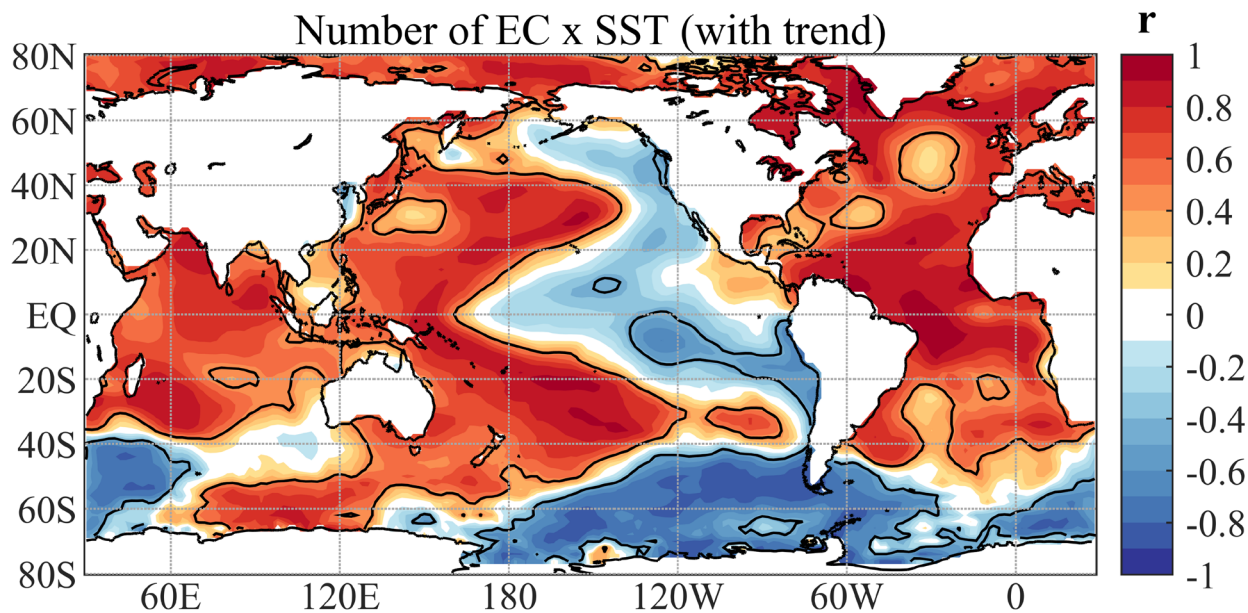 Number of EC x SST (with trend)
r
80N
60N
40N
20N
EQ
20S
40S
60S
80S
60E
120E
180
120W
60W
0
1
0.8
0.6
0.4
0.2
0
-0.2
-0.4
-0.6
-0.8
-1